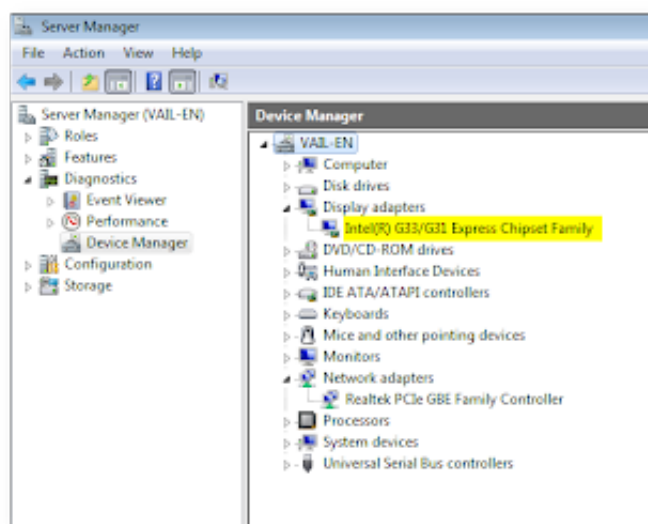 Server Manager
File Action View Help
Server Manager (VAIL-EN)
Roles
Features
Diagnostics
Event Viewer
Performance
Device Manager
Configuration
Storage
Device Manager
VAIL-EN
Computer
Disk drives
Display adapters
Intel(R) G33/G31 Express Chipset Family
DVD/CD-ROM drives
Human Interface Devices
IDE ATA/ATAPI controllers
Keyboards
Mice and other pointing devices
Monitors
Network adapters
Realtek PCIe GBE Family Controller
Processors
System devices
Universal Serial Bus controllers